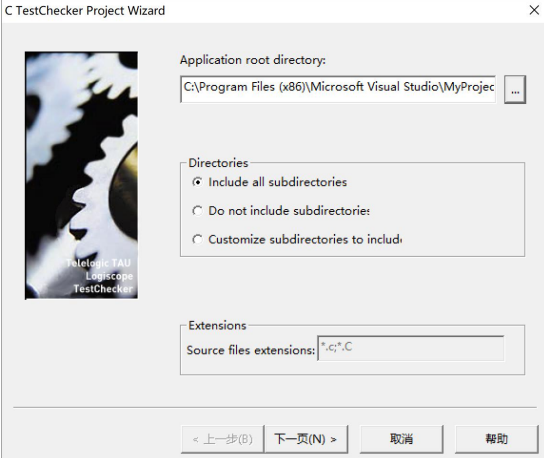 C TestChecker Project Wizard
Application root directory:
C:\Program Files (x86)\Microsoft Visual Studio\MyProjec
...
Directories
Include all subdirectories
Do not include subdirectories
Customize subdirectories to include
Telelogic TAU
Logiscope
TestChecker
Extensions
Source files extensions: *.c;*.C
< 上一步(B) 下一页(N) > 取消 帮助